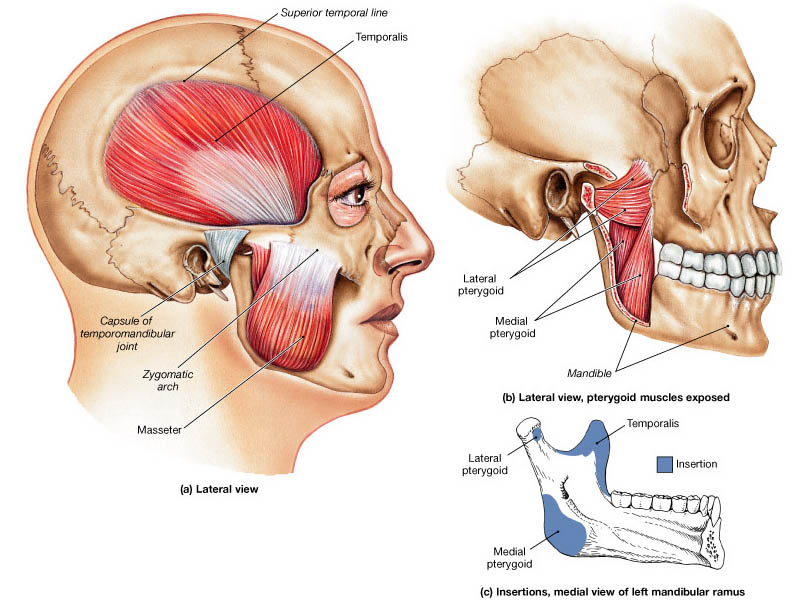 Superior temporal line
Temporalis
Capsule of
temporomandibular
joint
Zygomatic
arch
Masseter
(a) Lateral view
Lateral
pterygoid
Medial
pterygoid
Mandible
(b) Lateral view, pterygoid muscles exposed
Temporalis
Lateral
pterygoid
Insertion
Medial
pterygoid
(c) Insertions, medial view of left mandibular ramus